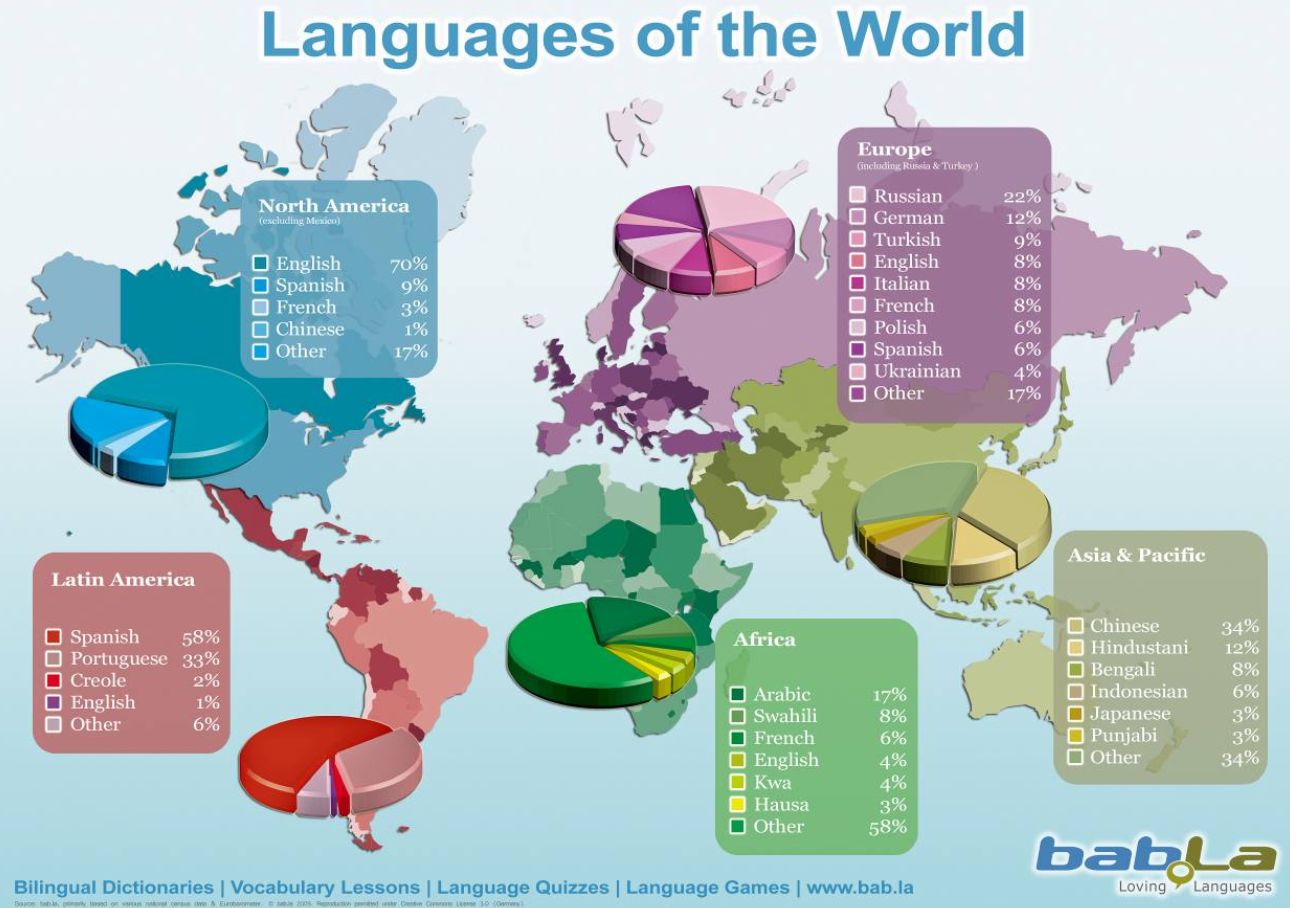 Languages of the World
North America
(excluding Mexico)
English 70%
Spanish 9%
French 3%
Chinese 1%
Other 17%
Europe
(including Russia & Turkey )
Russian 22%
German 12%
Turkish 9%
English 8%
Italian 8%
French 8%
Polish 6%
Spanish 6%
Ukrainian 4%
Other 17%
Latin America
Spanish 58%
Portuguese 33%
Creole 2%
English 1%
Other 6%
Africa
Arabic 17%
Swahili 8%
French 6%
English 4%
Kwa 4%
Hausa 3%
Other 58%
Asia & Pacific
Chinese 34%
Hindustani 12%
Bengali 8%
Indonesian 6%
Japanese 3%
Punjabi 3%
Other 34%
bab.la
Loving Languages
Bilingual Dictionaries | Vocabulary Lessons | Language Quizzes | Language Games | www.bab.la
Source: bab.la, primarily based on various national census data & Eurobarometer. © bab.la 2009. Reproduction permitted under Creative Commons License 3.0 (Germany).